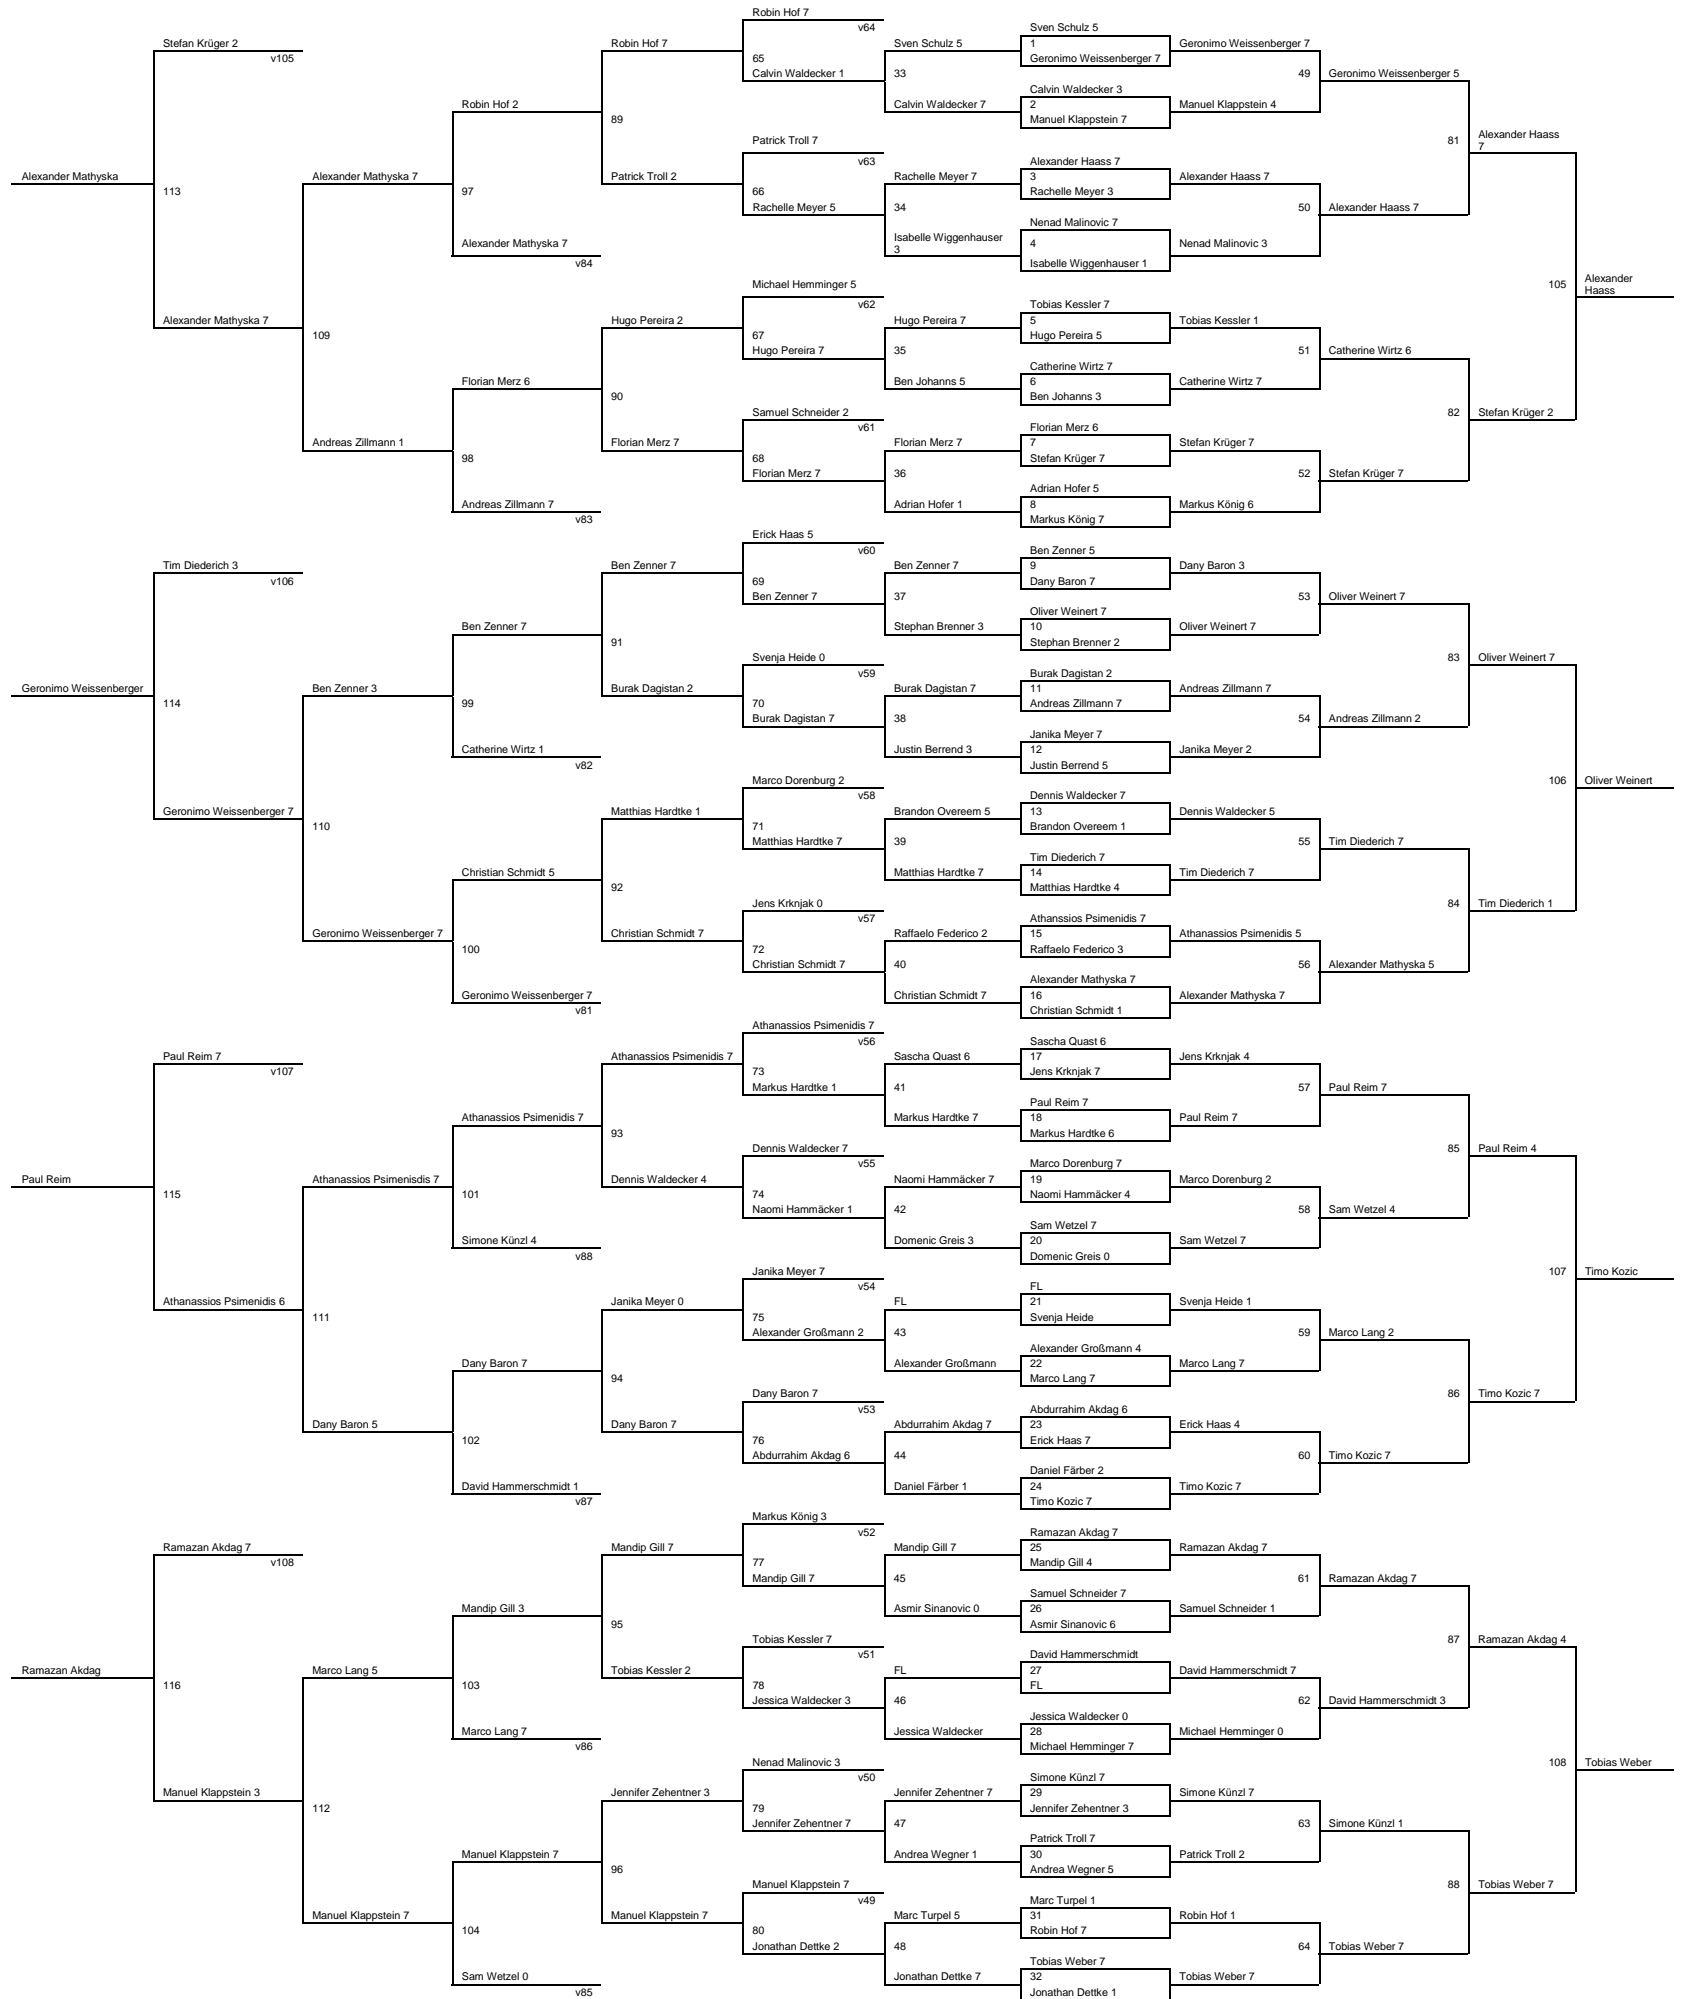 Robin Hof 7
v64
Sven Schulz 5
Stefan Krüger 2
Robin Hof 7
Sven Schulz 5
1
Geronimo Weissenberger 7
v105
65
Geronimo Weissenberger 7
Calvin Waldecker 1
33
49
Geronimo Weissenberger 5
Calvin Waldecker 3
Robin Hof 2
Calvin Waldecker 7
2
Manuel Klappstein 4
89
Manuel Klappstein 7
Patrick Troll 7
81
Alexander Haass
7
v63
Alexander Haass 7
Alexander Mathyska
Alexander Mathyska 7
Patrick Troll 2
Rachelle Meyer 7
3
Alexander Haass 7
113
97
66
Rachelle Meyer 3
Rachelle Meyer 5
34
50
Alexander Haass 7
Nenad Malinovic 7
Isabelle Wiggenhauser
3
Alexander Mathyska 7
4
Nenad Malinovic 3
v84
Isabelle Wiggenhauser 1
Michael Hemminger 5
105
Alexander
Haass
v62
Tobias Kessler 7
Alexander Mathyska 7
Hugo Pereira 2
Hugo Pereira 7
5
Tobias Kessler 1
109
67
Hugo Pereira 5
Hugo Pereira 7
35
51
Catherine Wirtz 6
Catherine Wirtz 7
Florian Merz 6
Ben Johanns 5
6
Catherine Wirtz 7
90
Ben Johanns 3
Samuel Schneider 2
82
Stefan Krüger 2
v61
Florian Merz 6
Andreas Zillmann 1
Florian Merz 7
Florian Merz 7
7
Stefan Krüger 7
98
68
Stefan Krüger 7
Florian Merz 7
36
52
Stefan Krüger 7
Adrian Hofer 5
Andreas Zillmann 7
Adrian Hofer 1
8
Markus König 6
v83
Markus König 7
Erick Haas 5
v60
Ben Zenner 5
Tim Diederich 3
Ben Zenner 7
Ben Zenner 7
9
Dany Baron 3
v106
69
Dany Baron 7
Ben Zenner 7
37
53
Oliver Weinert 7
Oliver Weinert 7
Ben Zenner 7
Stephan Brenner 3
10
Oliver Weinert 7
91
Stephan Brenner 2
Svenja Heide 0
83
Oliver Weinert 7
v59
Burak Dagistan 2
Geronimo Weissenberger
Ben Zenner 3
Burak Dagistan 2
Burak Dagistan 7
11
Andreas Zillmann 7
114
99
70
Andreas Zillmann 7
Burak Dagistan 7
38
54
Andreas Zillmann 2
Janika Meyer 7
Catherine Wirtz 1
Justin Berrend 3
12
Janika Meyer 2
v82
Justin Berrend 5
Marco Dorenburg 2
106
Oliver Weinert
v58
Dennis Waldecker 7
Geronimo Weissenberger 7
Matthias Hardtke 1
Brandon Overeem 5
13
Dennis Waldecker 5
110
71
Brandon Overeem 1
Matthias Hardtke 7
39
55
Tim Diederich 7
Tim Diederich 7
Christian Schmidt 5
Matthias Hardtke 7
14
Tim Diederich 7
92
Matthias Hardtke 4
Jens Krknjak 0
84
Tim Diederich 1
v57
Athanssios Psimenidis 7
Geronimo Weissenberger 7
Christian Schmidt 7
Raffaelo Federico 2
15
Athanassios Psimenidis 5
100
72
Raffaelo Federico 3
Christian Schmidt 7
40
56
Alexander Mathyska 5
Alexander Mathyska 7
Geronimo Weissenberger 7
Christian Schmidt 7
16
Alexander Mathyska 7
v81
Christian Schmidt 1
Athanassios Psimenidis 7
v56
Sascha Quast 6
Paul Reim 7
Athanassios Psimenidis 7
Sascha Quast 6
17
Jens Krknjak 4
v107
73
Jens Krknjak 7
Markus Hardtke 1
41
57
Paul Reim 7
Paul Reim 7
Athanassios Psimenidis 7
Markus Hardtke 7
18
Paul Reim 7
93
Markus Hardtke 6
Dennis Waldecker 7
85
Paul Reim 4
v55
Marco Dorenburg 7
Paul Reim
Athanassios Psimenisdis 7
Dennis Waldecker 4
Naomi Hammäcker 7
19
Marco Dorenburg 2
115
101
74
Naomi Hammäcker 4
Naomi Hammäcker 1
42
58
Sam Wetzel 4
Sam Wetzel 7
Simone Künzl 4
Domenic Greis 3
20
Sam Wetzel 7
v88
Domenic Greis 0
Janika Meyer 7
107
Timo Kozic
v54
FL
Athanassios Psimenidis 6
Janika Meyer 0
FL
21
Svenja Heide 1
111
75
Svenja Heide
Alexander Großmann 2
43
59
Marco Lang 2
Alexander Großmann 4
Dany Baron 7
Alexander Großmann
22
Marco Lang 7
94
Marco Lang 7
Dany Baron 7
86
Timo Kozic 7
v53
Abdurrahim Akdag 6
Dany Baron 5
Dany Baron 7
Abdurrahim Akdag 7
23
Erick Haas 4
102
76
Erick Haas 7
Abdurrahim Akdag 6
44
60
Timo Kozic 7
Daniel Färber 2
David Hammerschmidt 1
Daniel Färber 1
24
Timo Kozic 7
v87
Timo Kozic 7
Markus König 3
v52
Ramazan Akdag 7
Ramazan Akdag 7
Mandip Gill 7
Mandip Gill 7
25
Ramazan Akdag 7
v108
77
Mandip Gill 4
Mandip Gill 7
45
61
Ramazan Akdag 7
Samuel Schneider 7
Mandip Gill 3
Asmir Sinanovic 0
26
Samuel Schneider 1
95
Asmir Sinanovic 6
Tobias Kessler 7
87
Ramazan Akdag 4
v51
David Hammerschmidt
Ramazan Akdag
Marco Lang 5
Tobias Kessler 2
FL
27
David Hammerschmidt 7
116
103
78
FL
Jessica Waldecker 3
46
62
David Hammerschmidt 3
Jessica Waldecker 0
Marco Lang 7
Jessica Waldecker
28
Michael Hemminger 0
v86
Michael Hemminger 7
Nenad Malinovic 3
108
Tobias Weber
v50
Simone Künzl 7
Manuel Klappstein 3
Jennifer Zehentner 3
Jennifer Zehentner 7
29
Simone Künzl 7
112
79
Jennifer Zehentner 3
Jennifer Zehentner 7
47
63
Simone Künzl 1
Patrick Troll 7
Manuel Klappstein 7
Andrea Wegner 1
30
Patrick Troll 2
96
Andrea Wegner 5
Manuel Klappstein 7
88
Tobias Weber 7
v49
Marc Turpel 1
Manuel Klappstein 7
Manuel Klappstein 7
Marc Turpel 5
31
Robin Hof 1
104
80
Robin Hof 7
Jonathan Dettke 2
48
64
Tobias Weber 7
Tobias Weber 7
Sam Wetzel 0
Jonathan Dettke 7
32
Tobias Weber 7
v85
Jonathan Dettke 1